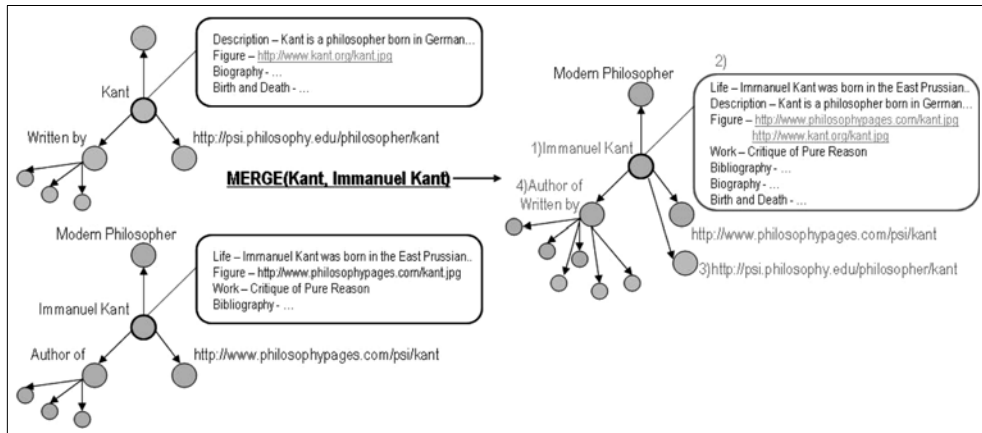 Description – Kant is a philosopher born in German…
Figure – http://www.kant.org/kant.jpg
Biography - …
Birth and Death - …
Kant
Written by
http://psi.philosophy.edu/philosopher/kant
MERGE(Kant, Immanuel Kant)
Modern Philosopher
Life – Immanuel Kant was born in the East Prussian..
Figure – http://www.philosophypages.com/kant.jpg
Work – Critique of Pure Reason
Bibliography - …
Immanuel Kant
Author of
http://www.philosophypages.com/psi/kant
2)
Modern Philosopher
Life – Immanuel Kant was born in the East Prussian..
Description – Kant is a philosopher born in German…
Figure – http://www.philosophypages.com/kant.jpg
http://www.kant.org/kant.jpg
Work – Critique of Pure Reason
Bibliography - …
Biography - …
Birth and Death - …
1)Immanuel Kant
4)Author of
Written by
http://www.philosophypages.com/psi/kant
3)http://psi.philosophy.edu/philosopher/kant